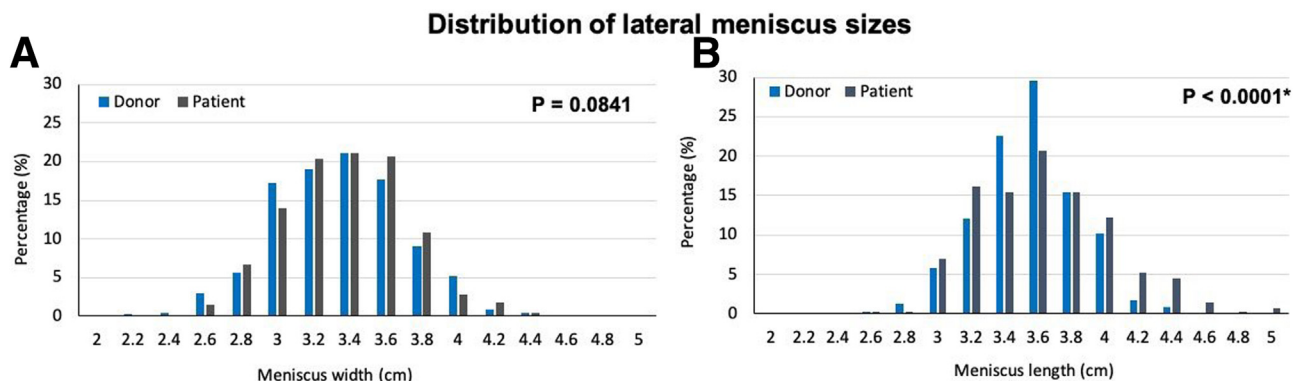 Distribution of lateral meniscus sizes
A
30
25
20
15
10
5
0
Percentage (%)
Donor Patient
P = 0.0841
2 2.2 2.4 2.6 2.8 3 3.2 3.4 3.6 3.8 4 4.2 4.4 4.6 4.8 5
Meniscus width (cm)
B
30
25
20
15
10
5
0
Percentage (%)
Donor Patient
P < 0.0001*
2 2.2 2.4 2.6 2.8 3 3.2 3.4 3.6 3.8 4 4.2 4.4 4.6 4.8 5
Meniscus length (cm)